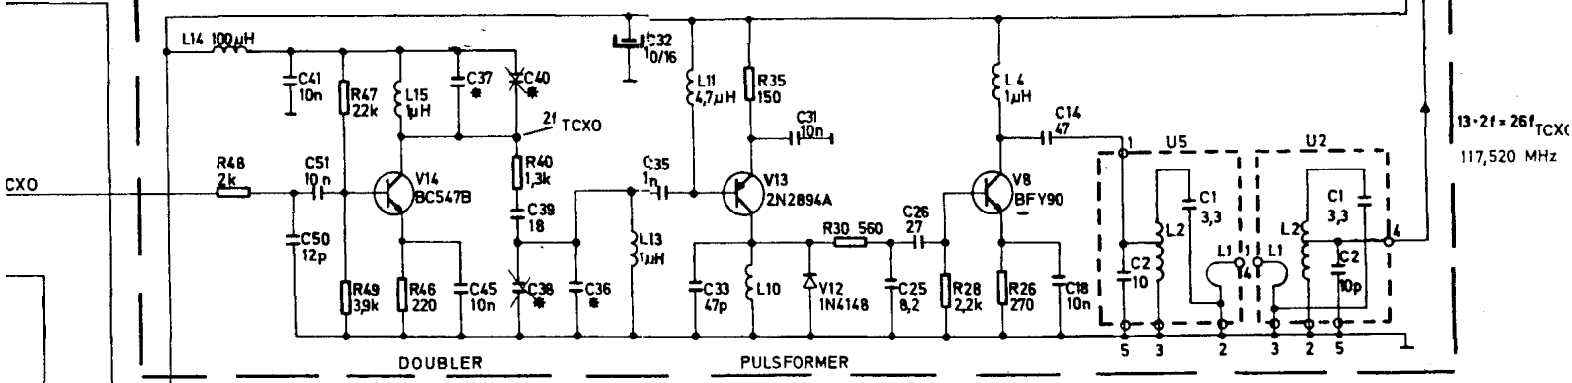 L14 100µH
C41
10n
R47
22k
L15
1µH
C37
*
C40
*
2f TCXO
C32
10/16
L11
4,7µH
R35
150
C31
10n
L4
1µH
C14
47
13·2f = 26f TCXO
117,520 MHz
CXO
R48
2k
C51
10n
V14
BC547B
R40
1,3k
C39
18
C35
1n
V13
2N2894A
V8
BFY90
1
U5
U2
C50
12p
L13
1µH
R30 560
C26
27
L2
C1
3,3
L2
C1
3,3
4
R49
3,9k
R46
220
C45
10n
C38
*
C36
*
C33
47p
L10
V12
1N4148
C25
8,2
R28
2,2k
R26
270
C18
10n
C2
10
L1
4
1
L1
C2
10p
5
3
2
3
2
5
DOUBLER
PULSFORMER